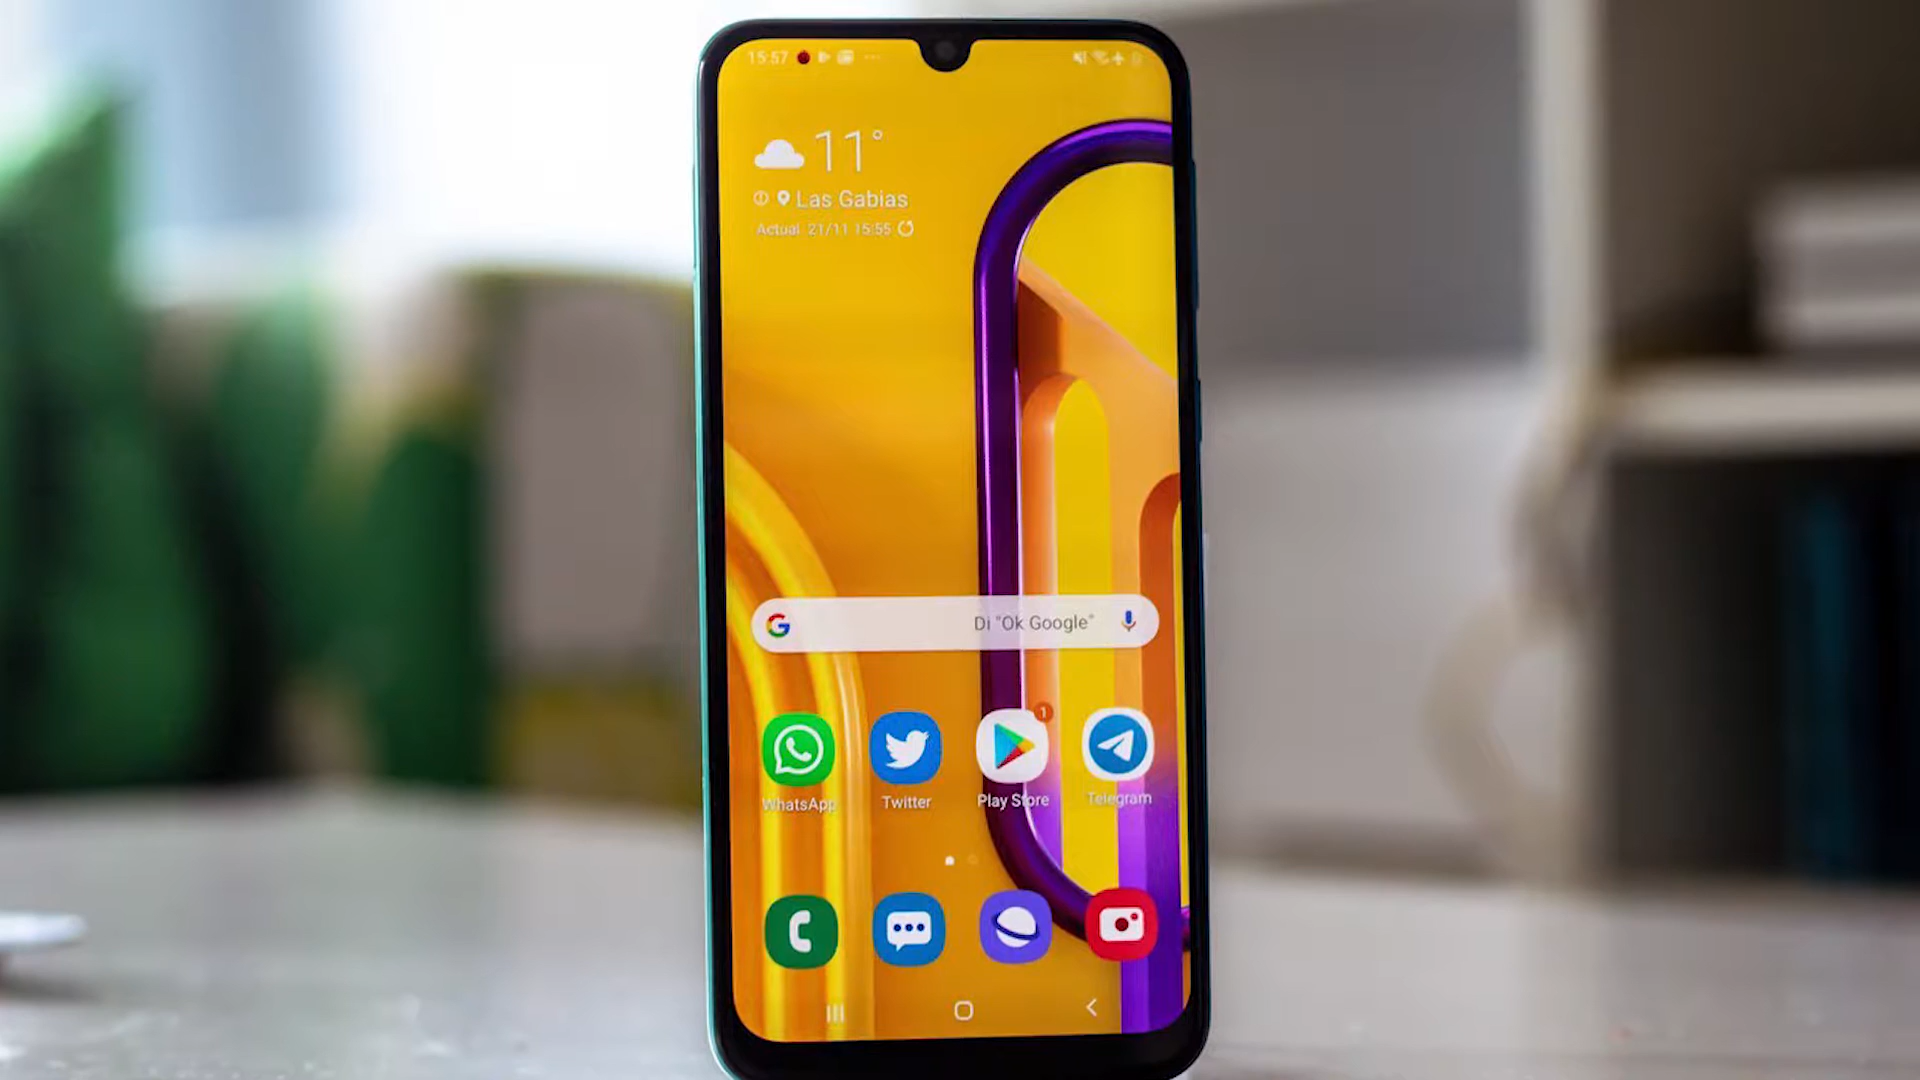 15:57
11°
Las Gabias
Actual 21/11 15:55
Di "Ok Google"
1
WhatsApp
Twitter
Play Store
Telegram